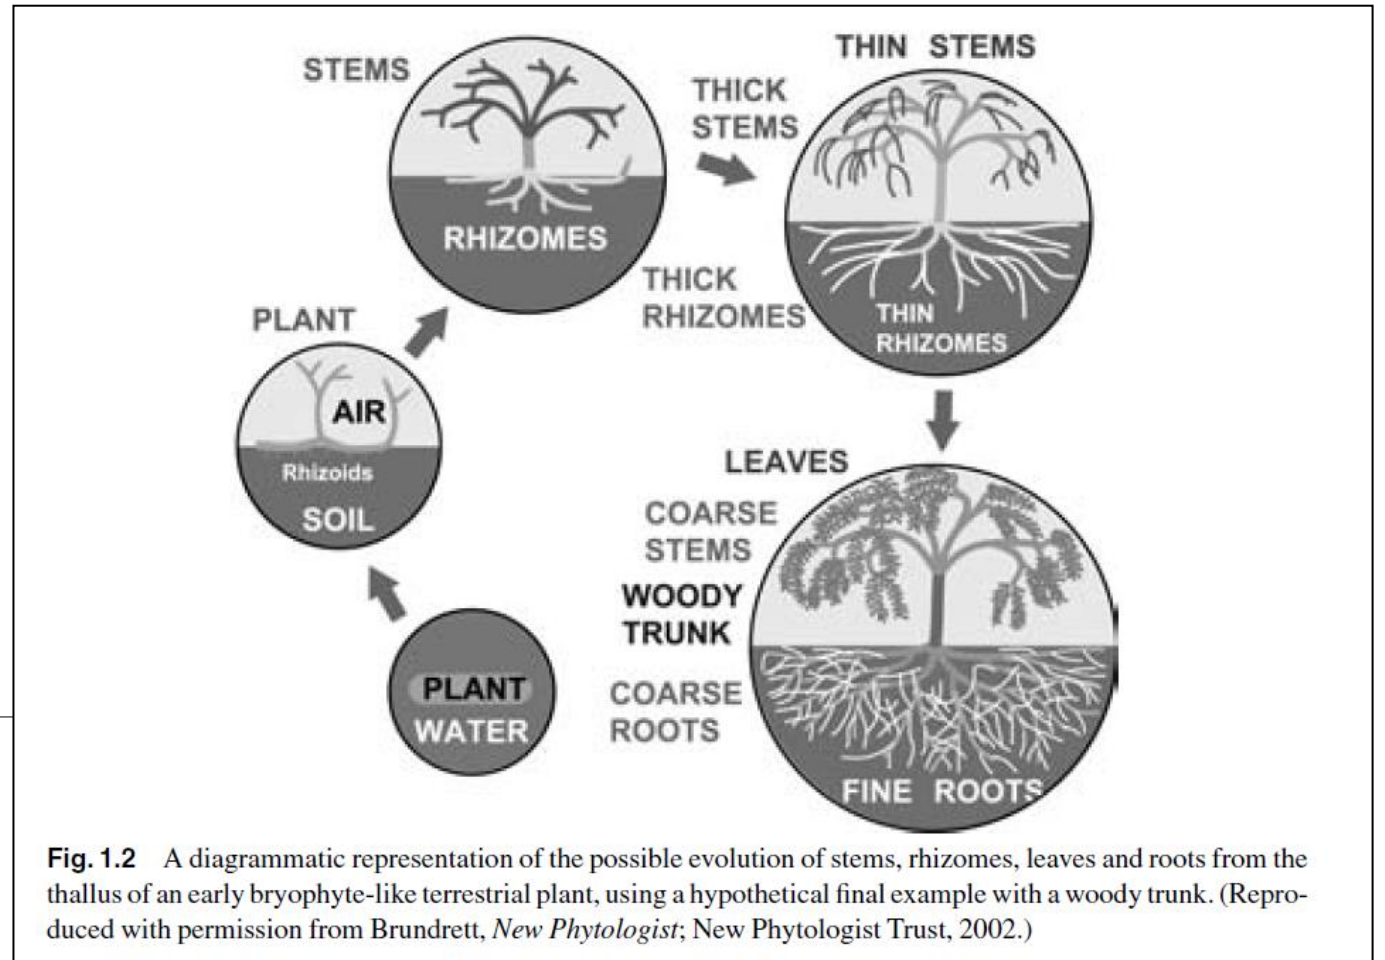 STEMS
RHIZOMES
THICK
STEMS
THICK
RHIZOMES
THIN STEMS
THIN
RHIZOMES
PLANT
AIR
Rhizoids
SOIL
PLANT
WATER
LEAVES
COARSE
STEMS
WOODY
TRUNK
COARSE
ROOTS
FINE ROOTS
Fig. 1.2 A diagrammatic representation of the possible evolution of stems, rhizomes, leaves and roots from the
thallus of an early bryophyte-like terrestrial plant, using a hypothetical final example with a woody trunk. (Repro-
duced with permission from Brundrett, New Phytologist; New Phytologist Trust, 2002.)